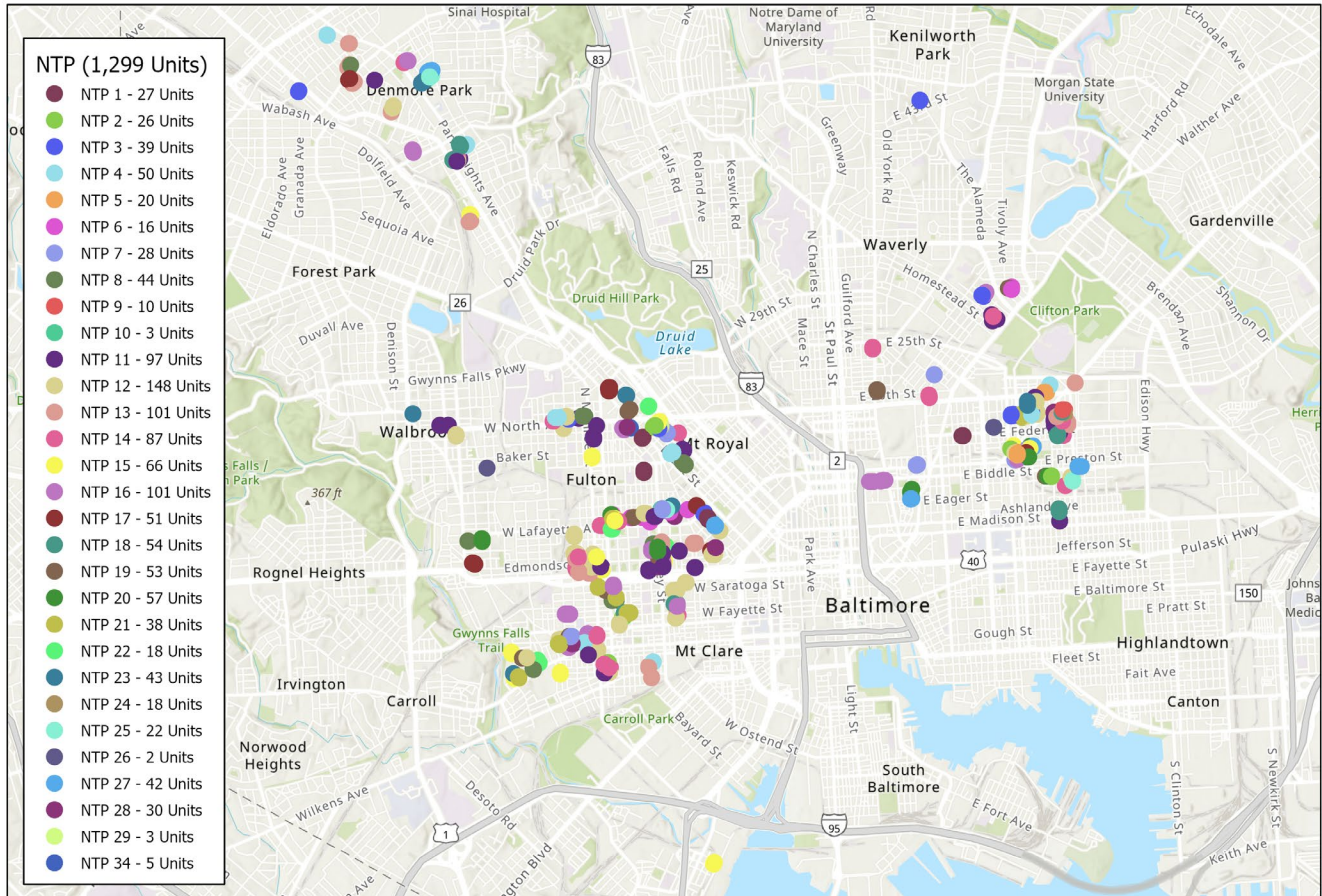 NTP (1,299 Units)
NTP 1 - 27 Units
NTP 2 - 26 Units
NTP 3 - 39 Units
NTP 4 - 50 Units
NTP 5 - 20 Units
NTP 6 - 16 Units
NTP 7 - 28 Units
NTP 8 - 44 Units
NTP 9 - 10 Units
NTP 10 - 3 Units
NTP 11 - 97 Units
NTP 12 - 148 Units
NTP 13 - 101 Units
NTP 14 - 87 Units
NTP 15 - 66 Units
NTP 16 - 101 Units
NTP 17 - 51 Units
NTP 18 - 54 Units
NTP 19 - 53 Units
NTP 20 - 57 Units
NTP 21 - 38 Units
NTP 22 - 18 Units
NTP 23 - 43 Units
NTP 24 - 18 Units
NTP 25 - 22 Units
NTP 26 - 2 Units
NTP 27 - 42 Units
NTP 28 - 30 Units
NTP 29 - 3 Units
NTP 34 - 5 Units
Sinai Hospital
Notre Dame of
Maryland
University
Kenilworth
Park
Echodale Ave
Morgan State
University
Harford Rd
Walther Ave
83
Denmore Park
Wabash Ave
E 43rd St
Greenway
Old York Rd
The Alameda
Tivoly Ave
Falls Rd
Roland Ave
Keswick Rd
Eldorado Ave
Granada Ave
Dolfield Ave
Sequoia Ave
Druid Park Dr
Gardenville
Waverly
N Charles St
Guilford Ave
Homestead St
Forest Park
25
26
Druid Hill Park
Clifton Park
Brendan Ave
Shannon Dr
W 29th St
Mace St
St Paul St
E 25th St
Duvall Ave
Denison St
Druid
Lake
Gwynns Falls Pkwy
83
Edison Hwy
W North
Mt Royal
Baker St
Fulton
E Preston St
E Biddle St
2
367 ft
E Eager St
E Madison St
W Lafayette A
Jefferson St
Pulaski Hwy
Park Ave
40
E Fayette St
Rognel Heights
W Saratoga St
E Baltimore St
150
W Fayette St
Baltimore
E Pratt St
Gough St
Highlandtown
Gwynns Falls
Trail
Mt Clare
Fleet St
Fait Ave
Irvington
Carroll
Light St
Canton
Carroll Park
Bayard St
W Ostend St
Norwood
Heights
South
Baltimore
S Clinton St
S Newkirk St
Wilkens Ave
Desoto Rd
E Fort Ave
1
95
Keith Ave